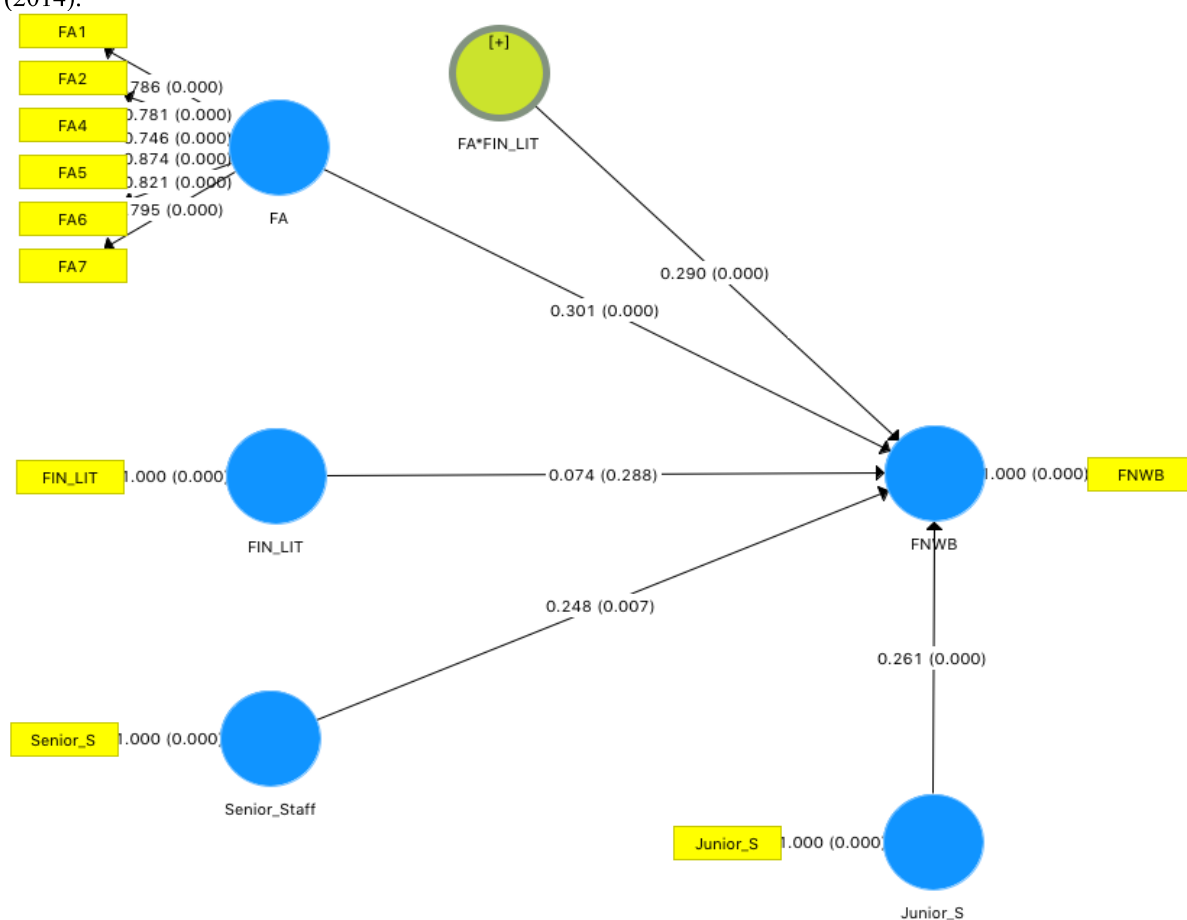 (2014).
FA1
FA2
FA4
FA5
FA6
FA7
786 (0.000)
0.781 (0.000)
0.746 (0.000)
0.874 (0.000)
0.821 (0.000)
795 (0.000)
FA
[+]
FA*FIN_LIT
0.290 (0.000)
0.301 (0.000)
FIN_LIT
1.000 (0.000)
FIN_LIT
0.074 (0.288)
FNWB
1.000 (0.000)
FNWB
0.248 (0.007)
0.261 (0.000)
Senior_S
1.000 (0.000)
Senior_Staff
Junior_S
1.000 (0.000)
Junior_S